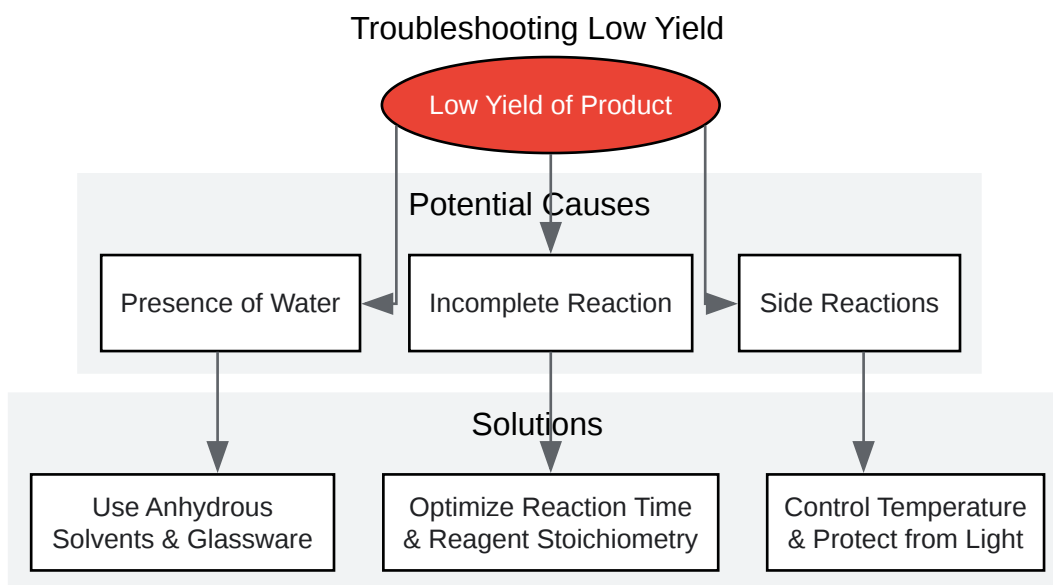 Troubleshooting Low Yield
Low Yield of Product
Potential Causes
Presence of Water
Incomplete Reaction
Side Reactions
Solutions
Use Anhydrous
Solvents & Glassware
Optimize Reaction Time
& Reagent Stoichiometry
Control Temperature
& Protect from Light